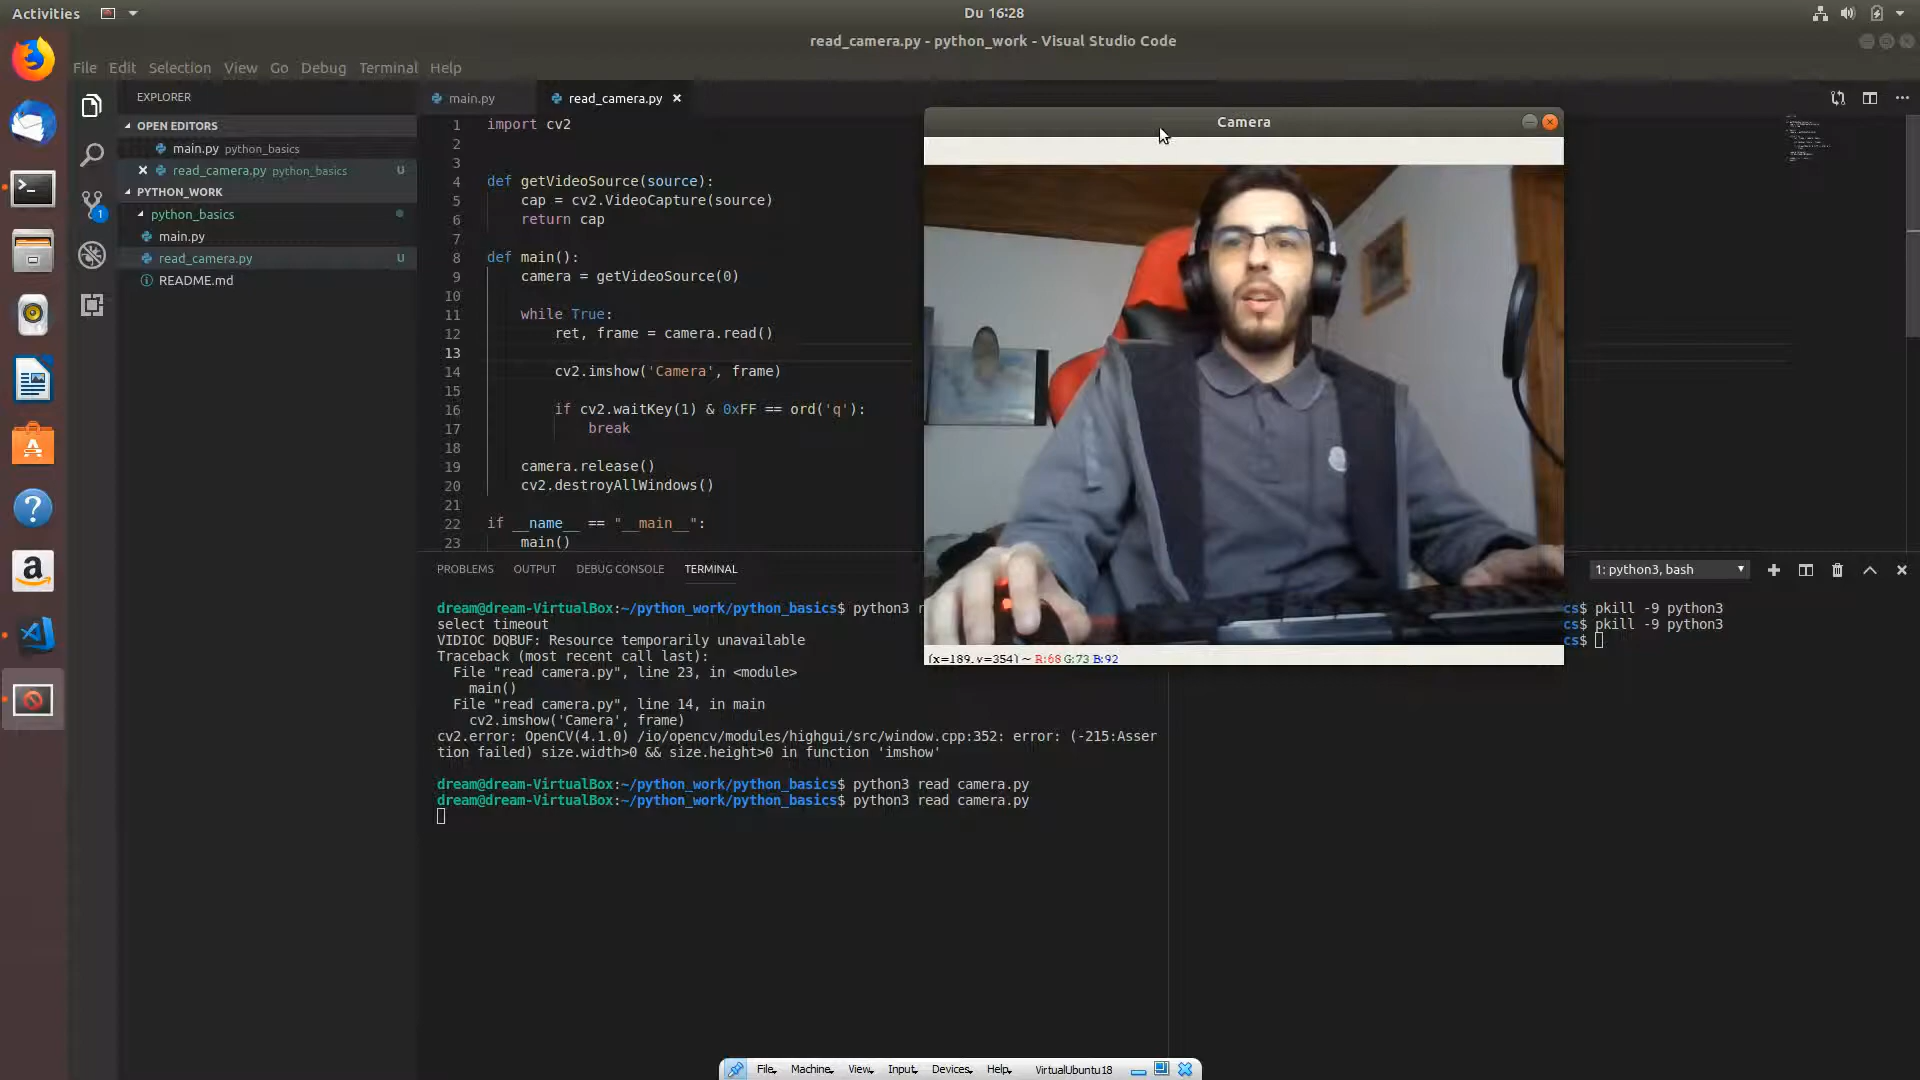 Activities
Du 16:28
read_camera.py - python_work - Visual Studio Code
File Edit Selection View Go Debug Terminal Help
EXPLORER
OPEN EDITORS
main.py python_basics
read_camera.py python_basics U
PYTHON_WORK
python_basics
main.py
read_camera.py U
README.md
1
main.py
read_camera.py
1 import cv2
2
3
4 def getVideoSource(source):
5 cap = cv2.VideoCapture(source)
6 return cap
7
8 def main():
9 camera = getVideoSource(0)
10
11 while True:
12 ret, frame = camera.read()
13
14 cv2.imshow('Camera', frame)
15
16 if cv2.waitKey(1) & 0xFF == ord('q'):
17 break
18
19 camera.release()
20 cv2.destroyAllWindows()
21
22 if __name__ == "__main__":
23 main()
Camera
(x=189, y=354) ~ R:68 G:73 B:92
PROBLEMS OUTPUT DEBUG CONSOLE TERMINAL
1: python3, bash
dream@dream-VirtualBox:~/python_work/python_basics$ python3 r
select timeout
VIDIOC_DQBUF: Resource temporarily unavailable
Traceback (most recent call last):
File "read_camera.py", line 23, in <module>
main()
File "read_camera.py", line 14, in main
cv2.imshow('Camera', frame)
cv2.error: OpenCV(4.1.0) /io/opencv/modules/highgui/src/window.cpp:352: error: (-215:Asser
tion failed) size.width>0 && size.height>0 in function 'imshow'
dream@dream-VirtualBox:~/python_work/python_basics$ python3 read_camera.py
dream@dream-VirtualBox:~/python_work/python_basics$ python3 read_camera.py
cs$ pkill -9 python3
cs$ pkill -9 python3
cs$
File Machine View Input Devices Help VirtualUbuntu18